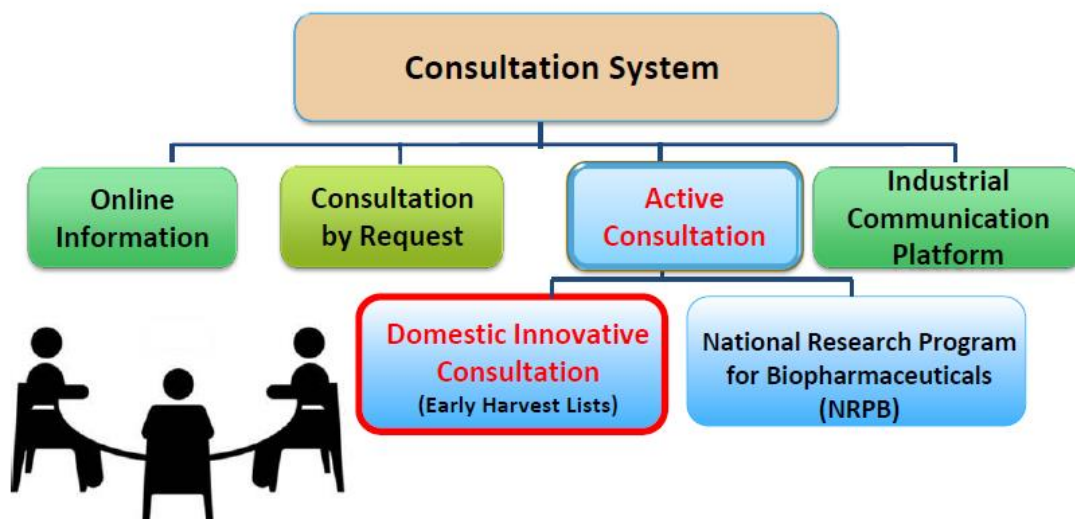 Consultation System
Online
Information
Consultation
by Request
Active
Consultation
Industrial
Communication
Platform
Domestic Innovative
Consultation
(Early Harvest Lists)
National Research Program
for Biopharmaceuticals
(NRPB)